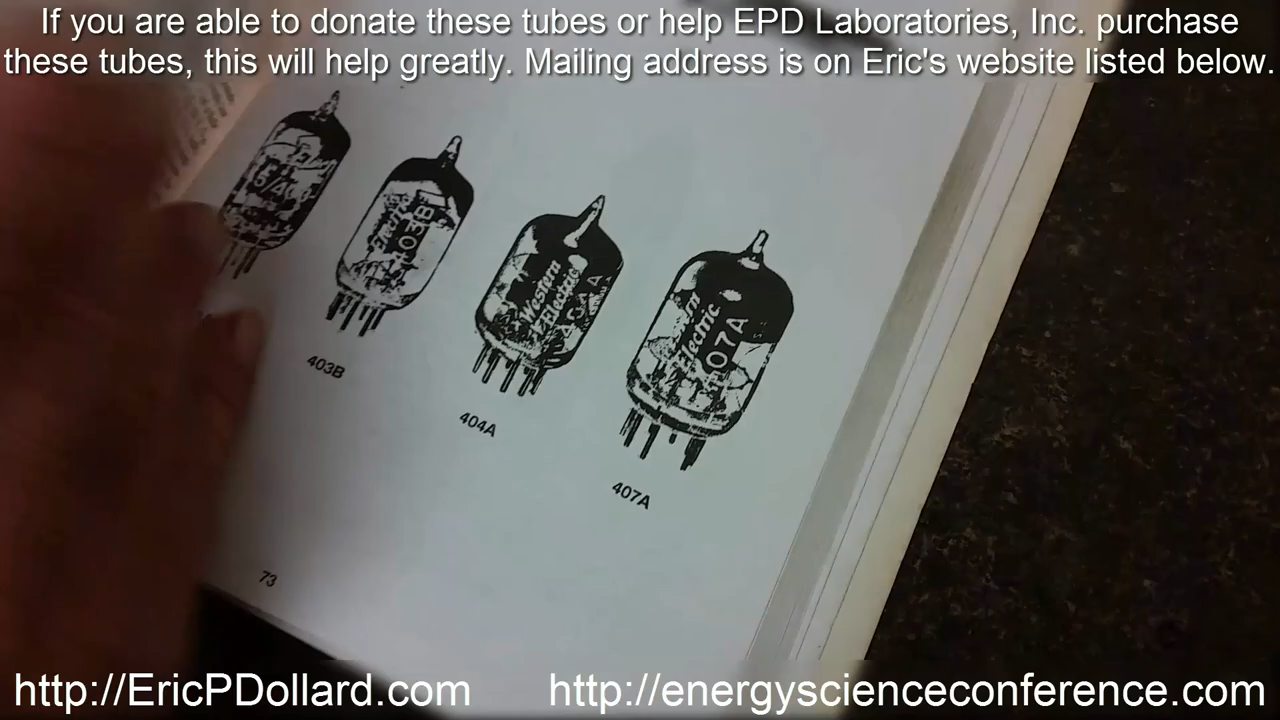 If you are able to donate these tubes or help EPD Laboratories, Inc. purchase
these tubes, this will help greatly. Mailing address is on Eric's website listed below.
Electric
403B
Western
Electric
Electric
07A
403B
404A
407A
73
http://EricPDollard.com
http://energyscienceconference.com